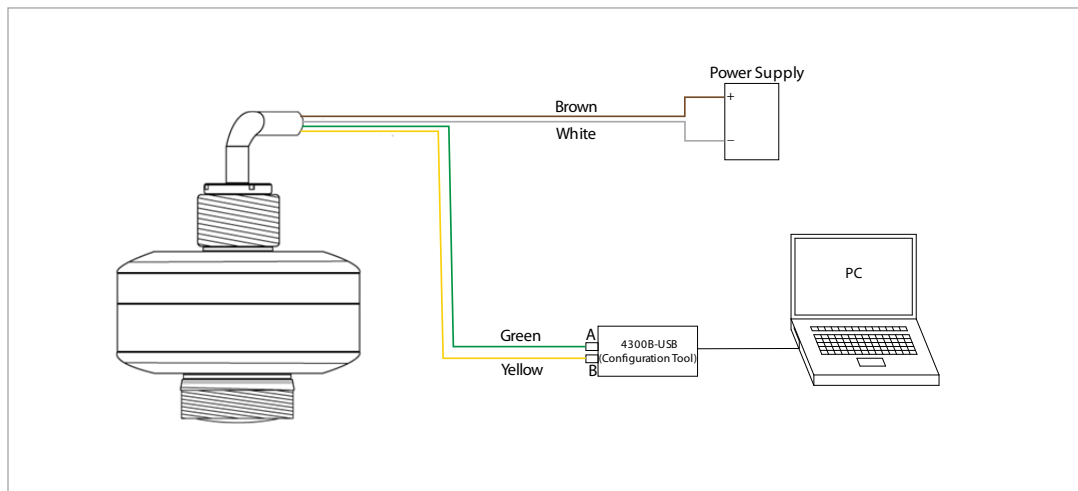 Power Supply
+
Brown
White
−
PC
Green
A
4300B-USB
(Configuration Tool)
Yellow
B